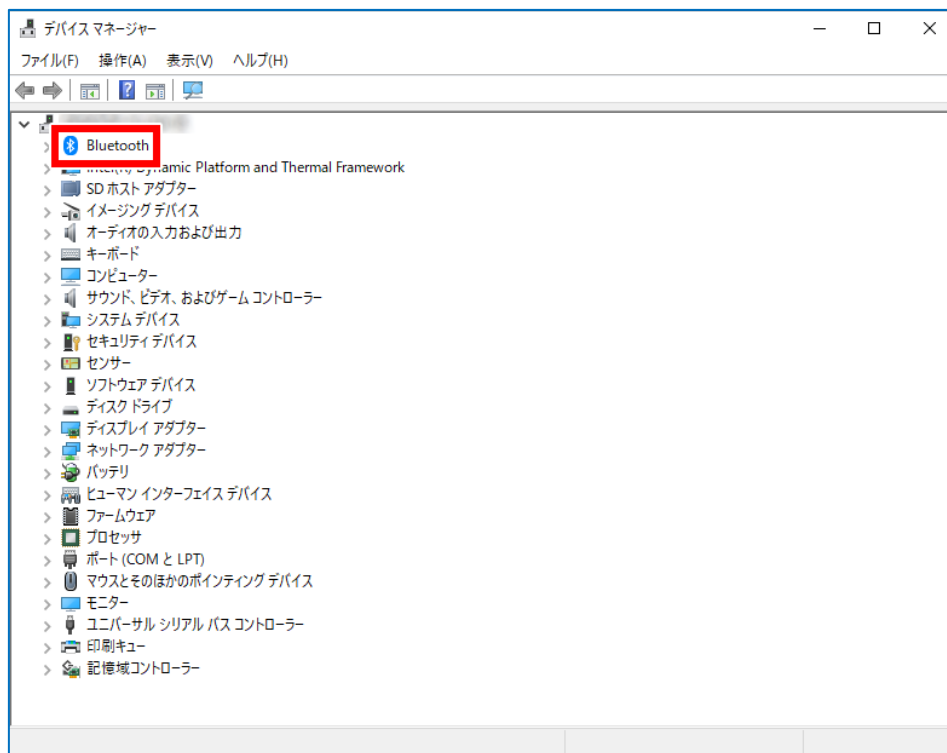 デバイス マネージャー
ファイル(F) 操作(A) 表示(V) ヘルプ(H)
Bluetooth
Intel(R) Dynamic Platform and Thermal Framework
SD ホスト アダプター
イメージング デバイス
オーディオの入力および出力
キーボード
コンピューター
サウンド、ビデオ、およびゲーム コントローラー
システム デバイス
セキュリティ デバイス
センサー
ソフトウェア デバイス
ディスク ドライブ
ディスプレイ アダプター
ネットワーク アダプター
バッテリ
ヒューマン インターフェイス デバイス
ファームウェア
プロセッサ
ポート (COM と LPT)
マウスとそのほかのポインティング デバイス
モニター
ユニバーサル シリアル バス コントローラー
印刷キュー
記憶域コントローラー